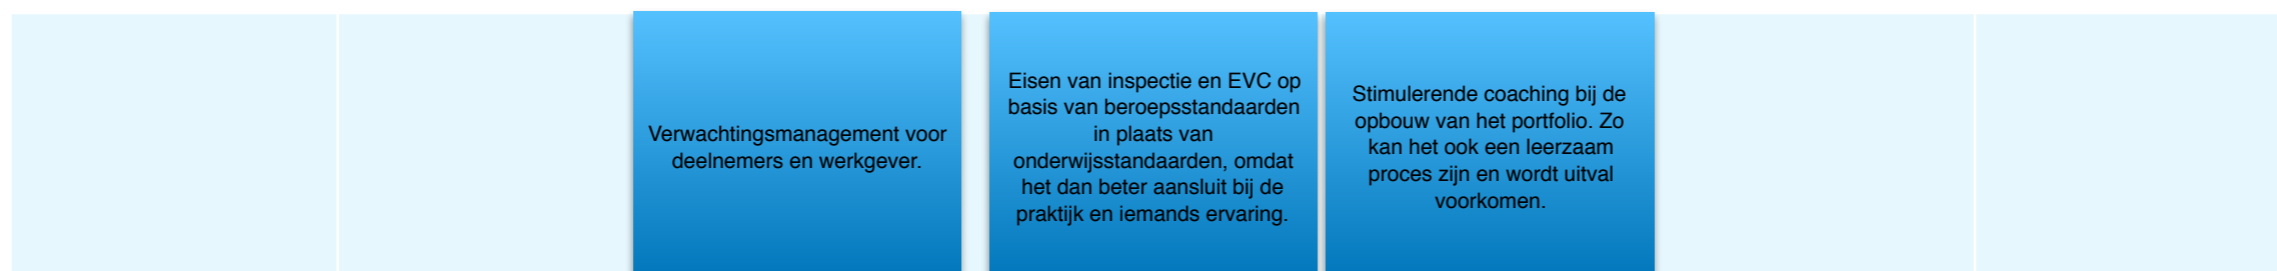 Verwachtingsmanagement voor
deelnemers en werkgever.
Eisen van inspectie en EVC op
basis van beroepsstandaarden
in plaats van
onderwijsstandaarden, omdat
het dan beter aansluit bij de
praktijk en iemands ervaring.
Stimulerende coaching bij de
opbouw van het portfolio. Zo
kan het ook een leerzaam
proces zijn en wordt uitval
voorkomen.